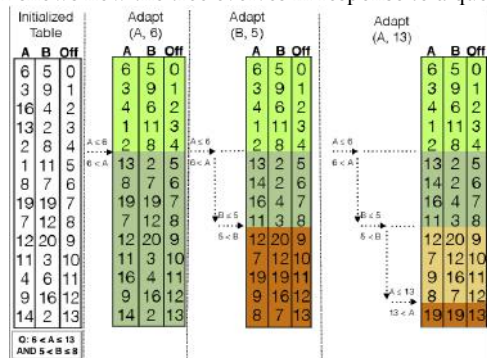 Initialized Table Adapt (A, 6) Adapt (B, 5) Adapt (A, 13)
A B Off A B Off A B Off A B Off
6 5 0 6 5 0 6 5 0 6 5 0
3 9 1 3 9 1 3 9 1 3 9 1
16 4 2 4 6 2 4 6 2 4 6 2
13 2 3 1 11 3 1 11 3 1 11 3
2 8 4 A ≤ 6 2 8 4 A ≤ 6 2 8 4 A ≤ 6 2 8 4
1 11 5 6 < A 13 2 5 6 < A 13 2 5 6 < A 13 2 5
8 7 6 8 7 6 14 2 6 14 2 6
19 19 7 19 19 7 16 4 7 16 4 7
7 12 8 7 12 8 B ≤ 5 11 3 8 B ≤ 5 11 3 8
12 20 9 12 20 9 5 < B 12 20 9 5 < B 12 20 9
11 3 10 11 3 10 7 12 10 7 12 10
4 6 11 16 4 11 19 19 11 9 16 11
9 16 12 9 16 12 9 16 12 A ≤ 13 8 7 12
14 2 13 14 2 13 8 7 13 13 < A 19 19 13
Q: 6 < A ≤ 13
AND 5 < B ≤ 8